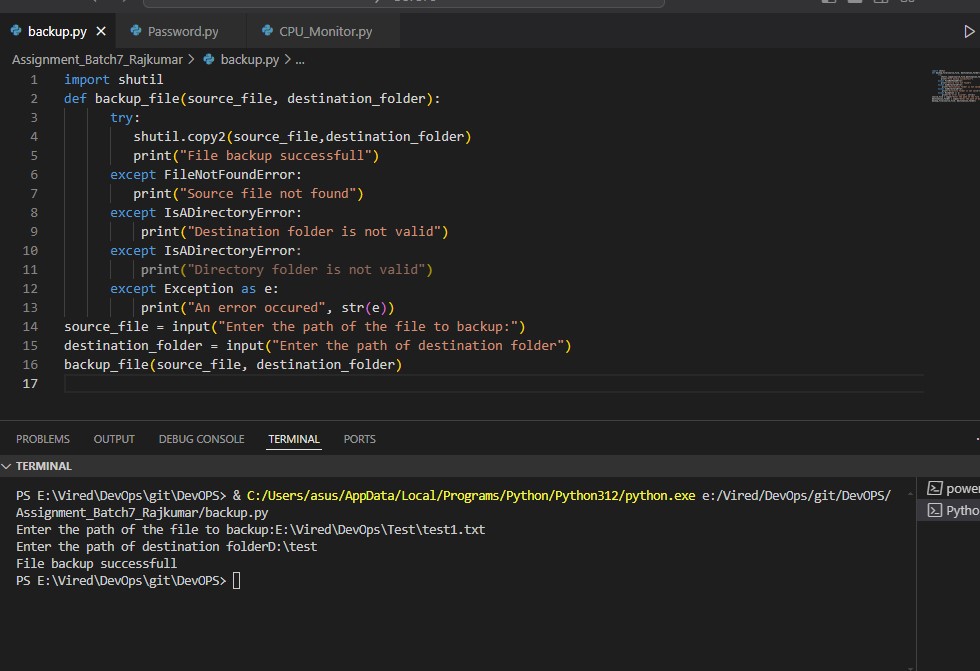 backup.py
Password.py
CPU_Monitor.py
Assignment_Batch7_Rajkumar > backup.py > ...
1 import shutil
2 def backup_file(source_file, destination_folder):
3 try:
4 shutil.copy2(source_file,destination_folder)
5 print("File backup successfull")
6 except FileNotFoundError:
7 print("Source file not found")
8 except IsADirectoryError:
9 print("Destination folder is not valid")
10 except IsADirectoryError:
11 print("Directory folder is not valid")
12 except Exception as e:
13 print("An error occured", str(e))
14 source_file = input("Enter the path of the file to backup:")
15 destination_folder = input("Enter the path of destination folder")
16 backup_file(source_file, destination_folder)
17
PROBLEMS OUTPUT DEBUG CONSOLE TERMINAL PORTS
TERMINAL
PS E:\Vired\DevOps\git\DevOPS> & C:/Users/asus/AppData/Local/Programs/Python/Python312/python.exe e:/Vired/DevOps/git/DevOPS/
Assignment_Batch7_Rajkumar/backup.py
Enter the path of the file to backup:E:\Vired\DevOps\Test\test1.txt
Enter the path of destination folderD:\test
File backup successfull
PS E:\Vired\DevOps\git\DevOPS>
power
Pytho